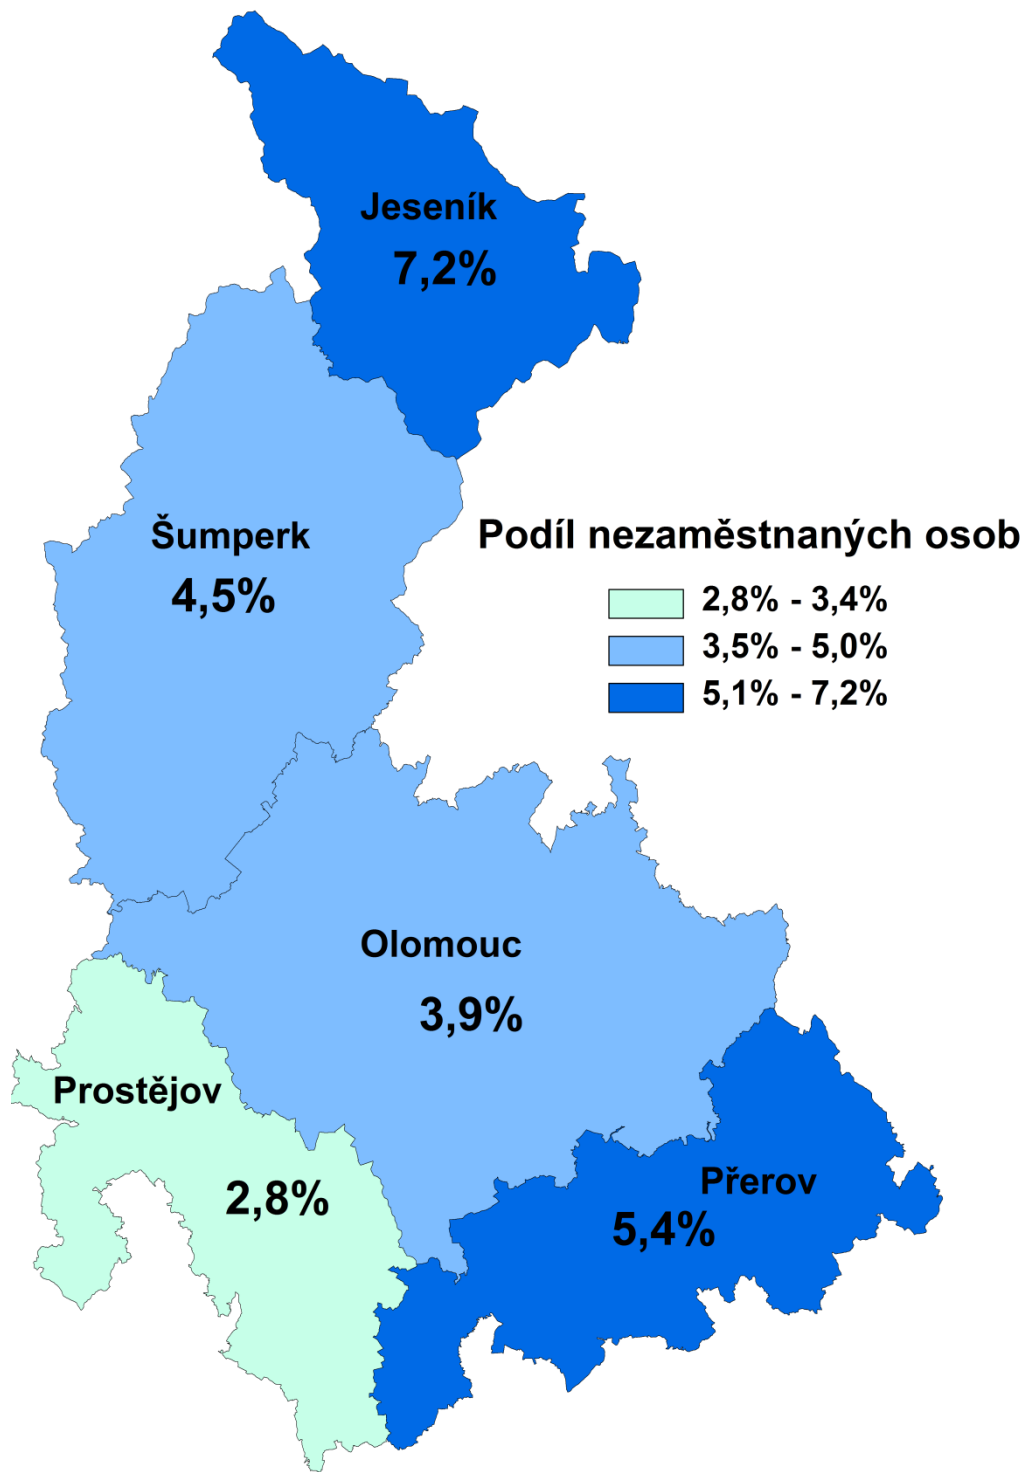 Jeseník
7,2%
Šumperk
4,5%
Podíl nezaměstnaných osob
2,8% - 3,4%
3,5% - 5,0%
5,1% - 7,2%
Olomouc
3,9%
Prostějov
2,8%
Přerov
5,4%